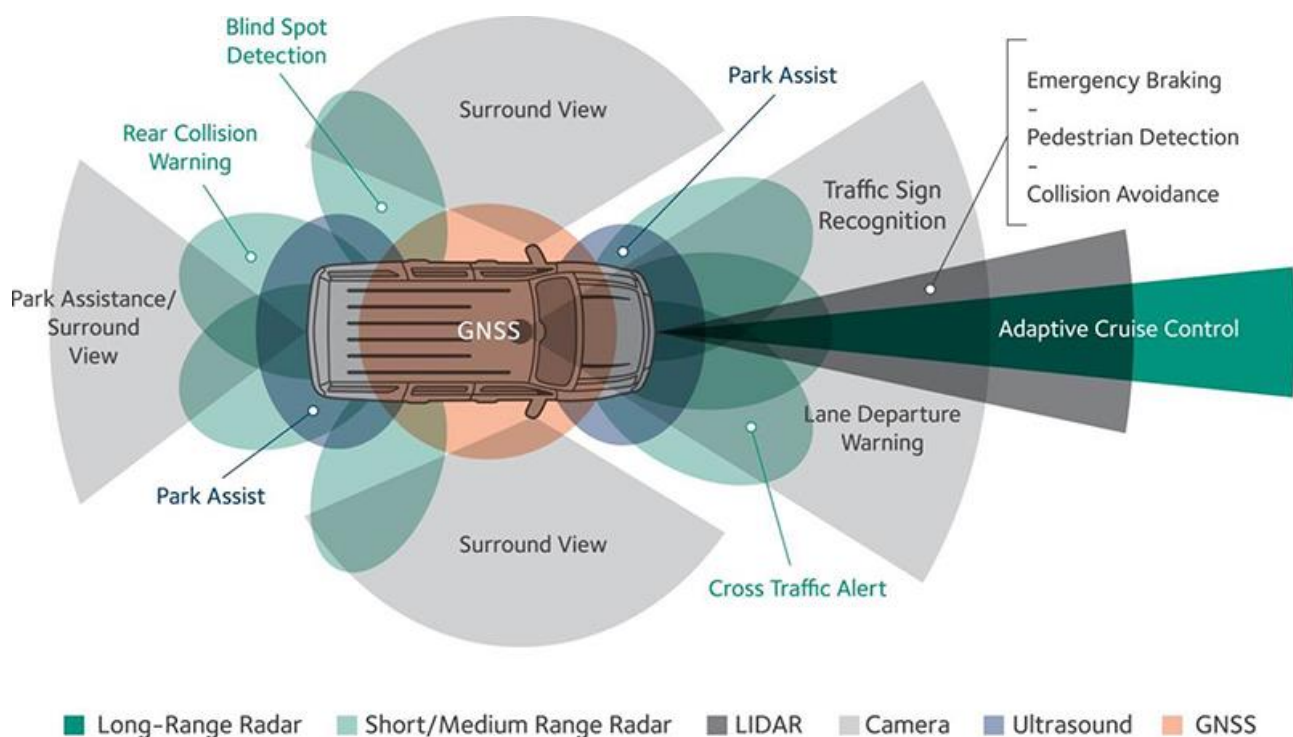 Blind Spot
Detection
Surround View
Park Assist
Emergency Braking
-
Pedestrian Detection
-
Collision Avoidance
Rear Collision
Warning
Traffic Sign
Recognition
Park Assistance/
Surround
View
GNSS
Adaptive Cruise Control
Lane Departure
Warning
Park Assist
Surround View
Cross Traffic Alert
Long-Range Radar
Short/Medium Range Radar
LIDAR
Camera
Ultrasound
GNSS